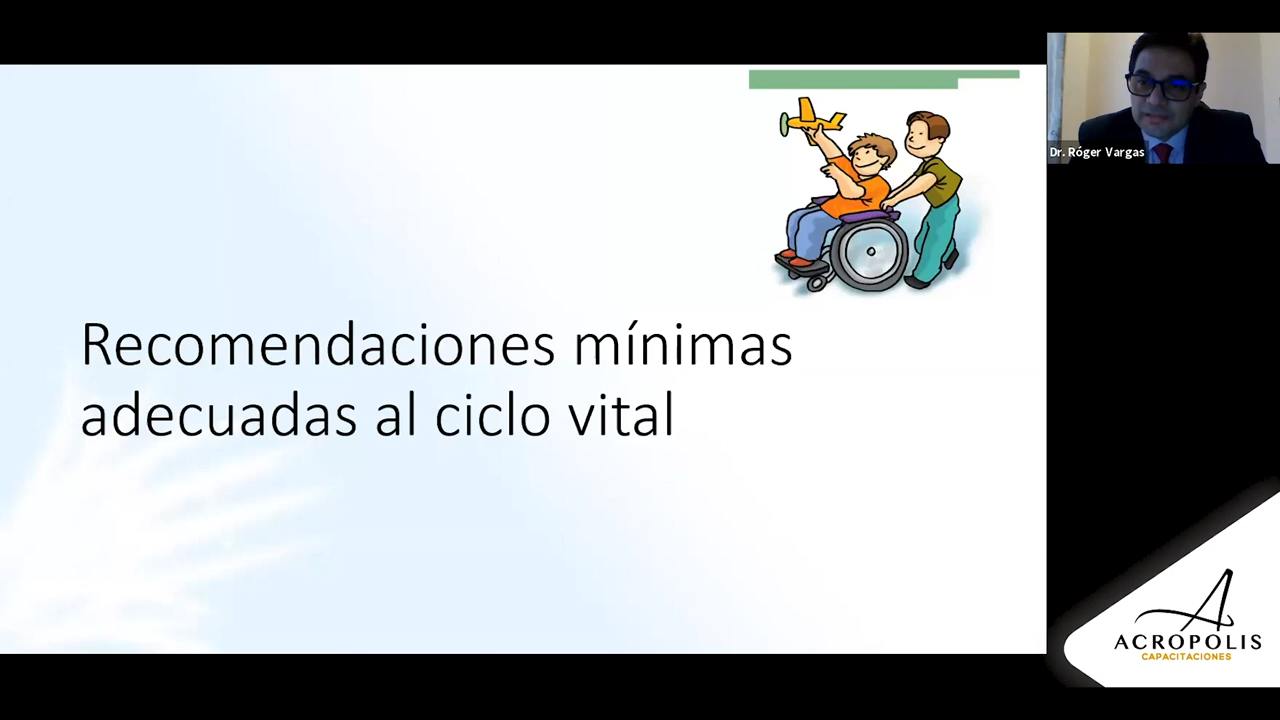 Recomendaciones mínimas
adecuadas al ciclo vital
Dr. Róger Vargas
ACROPOLIS
CAPACITACIONES